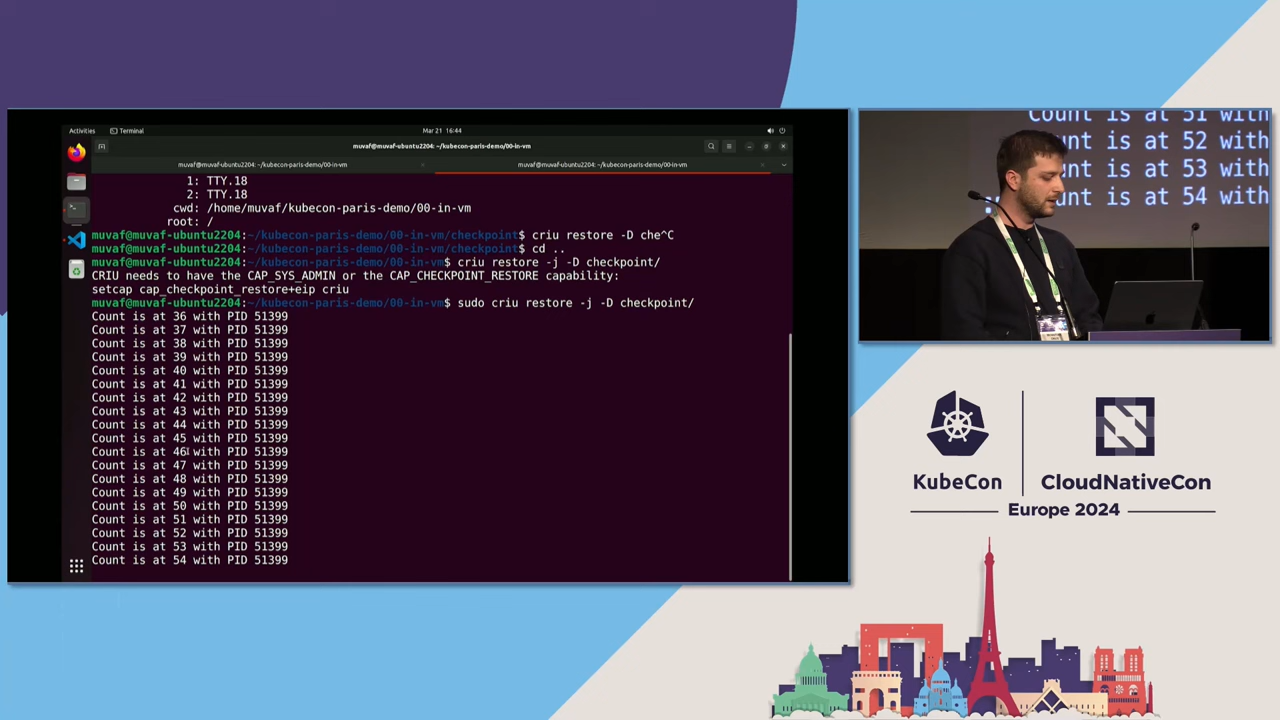 Activities
Terminal
Mar 21 16:44
muvaf@muvaf-ubuntu2204: ~/kubecon-paris-demo/00-in-vm
muvaf@muvaf-ubuntu2204: ~/kubecon-paris-demo/00-in-vm
muvaf@muvaf-ubuntu2204: ~/kubecon-paris-demo/00-in-vm
1: TTY.18
2: TTY.18
cwd: /home/muvaf/kubecon-paris-demo/00-in-vm
root: /
muvaf@muvaf-ubuntu2204:~/kubecon-paris-demo/00-in-vm/checkpoint$ criu restore -D che^C
muvaf@muvaf-ubuntu2204:~/kubecon-paris-demo/00-in-vm/checkpoint$ cd ..
muvaf@muvaf-ubuntu2204:~/kubecon-paris-demo/00-in-vm$ criu restore -j -D checkpoint/
CRIU needs to have the CAP_SYS_ADMIN or the CAP_CHECKPOINT_RESTORE capability:
setcap cap_checkpoint_restore+eip criu
muvaf@muvaf-ubuntu2204:~/kubecon-paris-demo/00-in-vm$ sudo criu restore -j -D checkpoint/
Count is at 36 with PID 51399
Count is at 37 with PID 51399
Count is at 38 with PID 51399
Count is at 39 with PID 51399
Count is at 40 with PID 51399
Count is at 41 with PID 51399
Count is at 42 with PID 51399
Count is at 43 with PID 51399
Count is at 44 with PID 51399
Count is at 45 with PID 51399
Count is at 46 with PID 51399
Count is at 47 with PID 51399
Count is at 48 with PID 51399
Count is at 49 with PID 51399
Count is at 50 with PID 51399
Count is at 51 with PID 51399
Count is at 52 with PID 51399
Count is at 53 with PID 51399
Count is at 54 with PID 51399
Count is at 51 with
ount is at 52 with
ount is at 53 with
ount is at 54 with
KubeCon
CloudNativeCon
Europe 2024